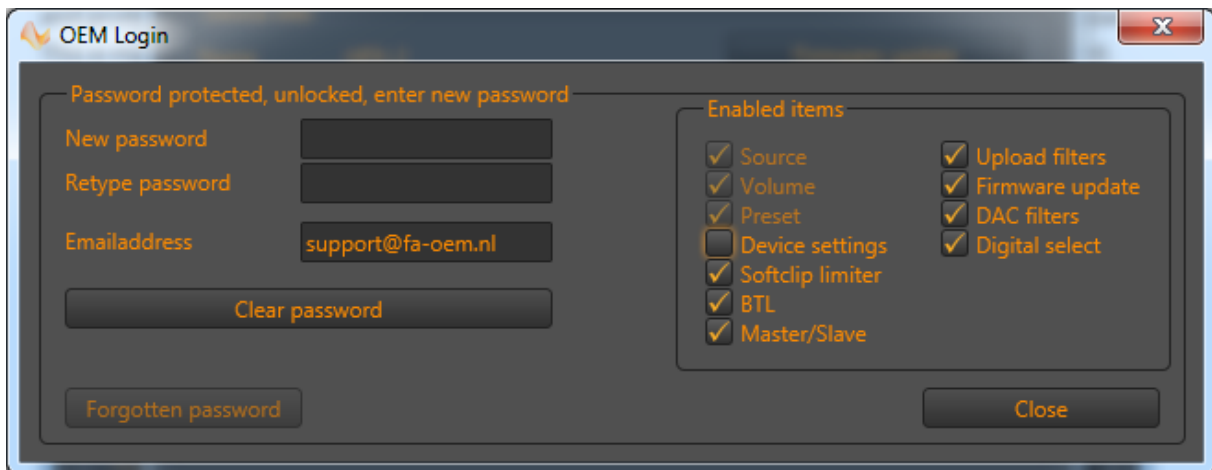 OEM Login
Password protected, unlocked, enter new password
New password
Retype password
Emailaddress support@fa-oem.nl
Clear password
Forgotten password
Enabled items
Source
Volume
Preset
Device settings
Softclip limiter
BTL
Master/Slave
Upload filters
Firmware update
DAC filters
Digital select
Close